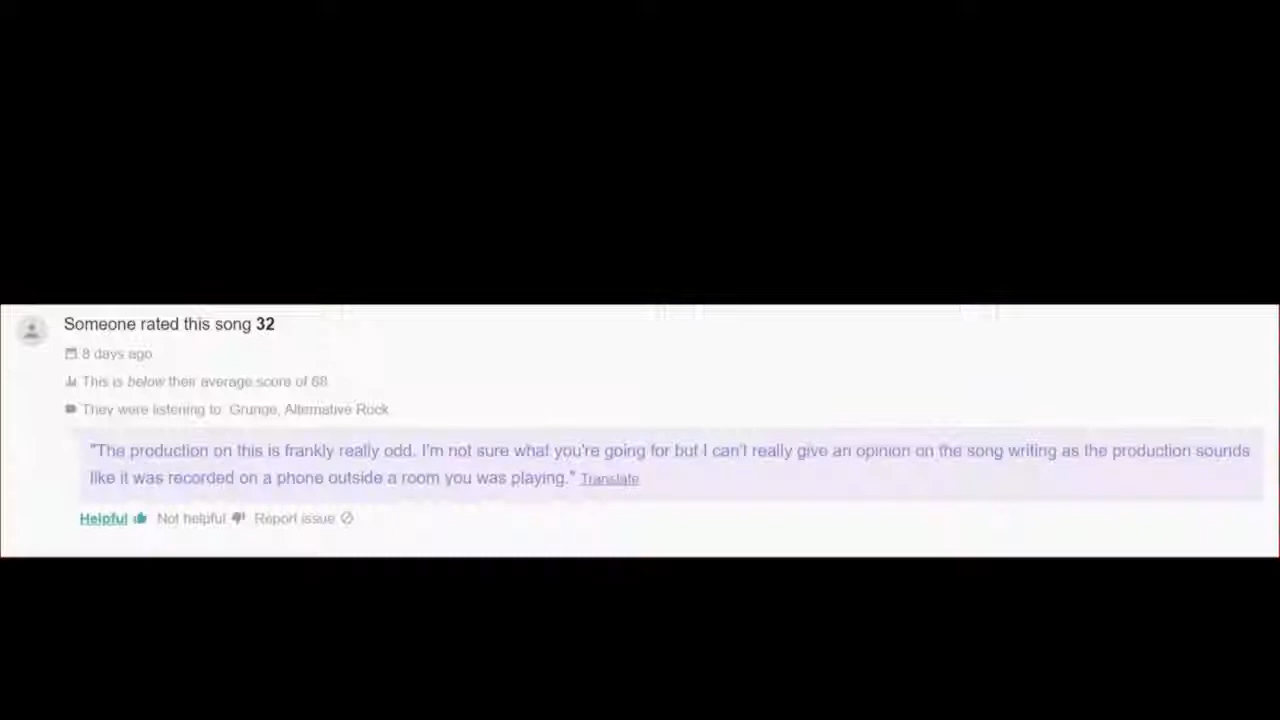 Someone rated this song 32
8 days ago
This is below their average score of 68
They were listening to: Grunge, Alternative Rock
"The production on this is frankly really odd. I'm not sure what you're going for but I can't really give an opinion on the song writing as the production sounds
like it was recorded on a phone outside a room you was playing." Translate
Helpful Not helpful Report issue